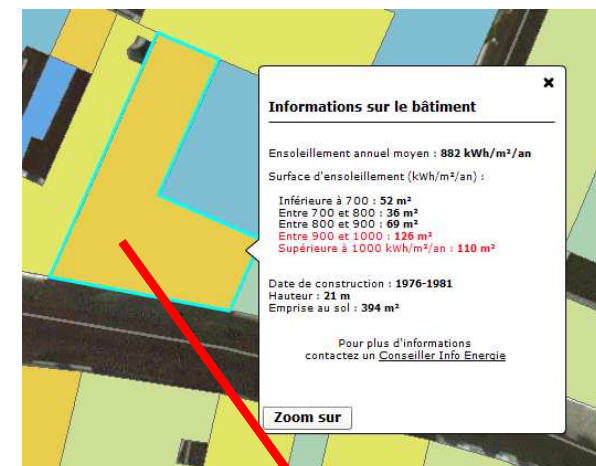 Informations sur le bâtiment
Ensoleillement annuel moyen : 882 kWh/m²/an
Surface d'ensoleillement (kWh/m²/an) :
Inférieure à 700 : 52 m²
Entre 700 et 800 : 36 m²
Entre 800 et 900 : 69 m²
Entre 900 et 1000 : 126 m²
Supérieure à 1000 kWh/m²/an : 110 m²
Date de construction : 1976-1981
Hauteur : 21 m
Emprise au sol : 394 m²
Pour plus d'informations
contactez un Conseiller Info Energie
Zoom sur